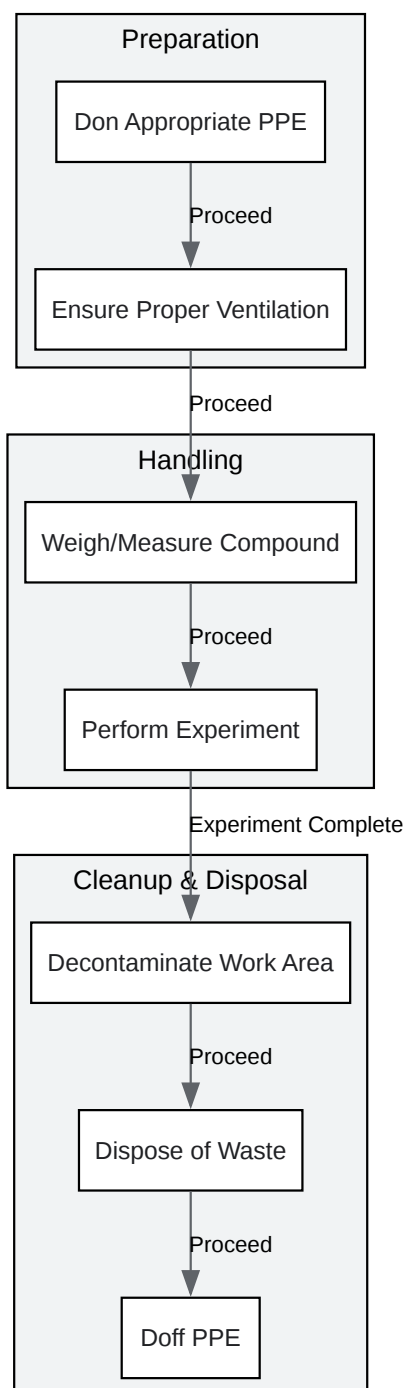 Preparation
Don Appropriate PPE
Proceed
Ensure Proper Ventilation
Proceed
Handling
Weigh/Measure Compound
Proceed
Perform Experiment
Experiment Complete
Cleanup & Disposal
Decontaminate Work Area
Proceed
Dispose of Waste
Proceed
Doff PPE